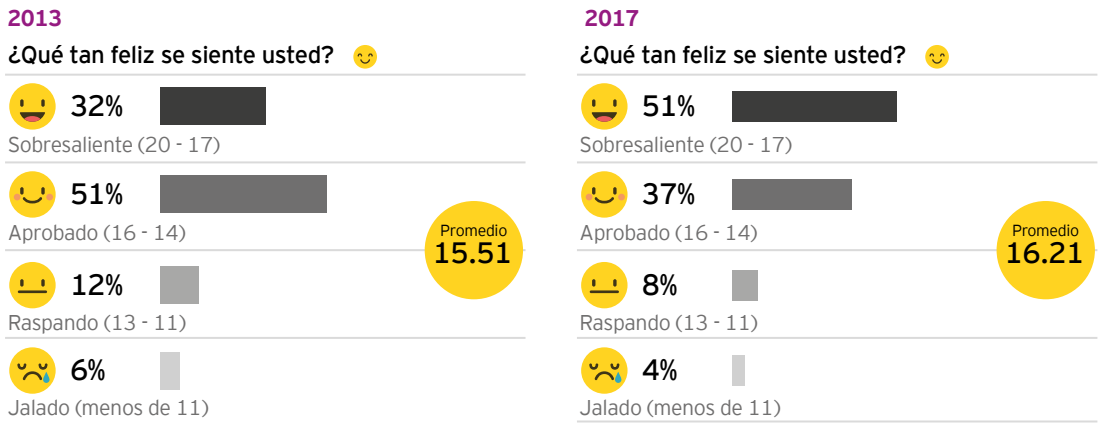 2013
¿Qué tan feliz se siente usted?
32%
Sobresaliente (20 - 17)
51%
Aprobado (16 - 14)
Promedio
15.51
12%
Raspando (13 - 11)
6%
Jalado (menos de 11)
2017
¿Qué tan feliz se siente usted?
51%
Sobresaliente (20 - 17)
37%
Aprobado (16 - 14)
Promedio
16.21
8%
Raspando (13 - 11)
4%
Jalado (menos de 11)